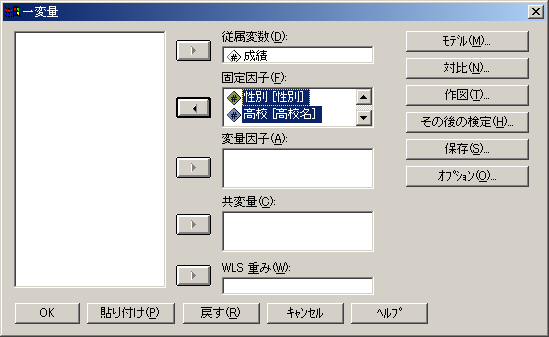 一変量
従属変数(D):
成績
モデル(M)...
固定因子(F):
性別 [性別]
高校 [高校名]
対比(N)...
作図(T)...
その後の検定(H)...
変量因子(A):
保存(S)...
オプション(O)...
共変量(C):
WLS 重み(W):
OK
貼り付け(P)
戻す(R)
キャンセル
ヘルプ